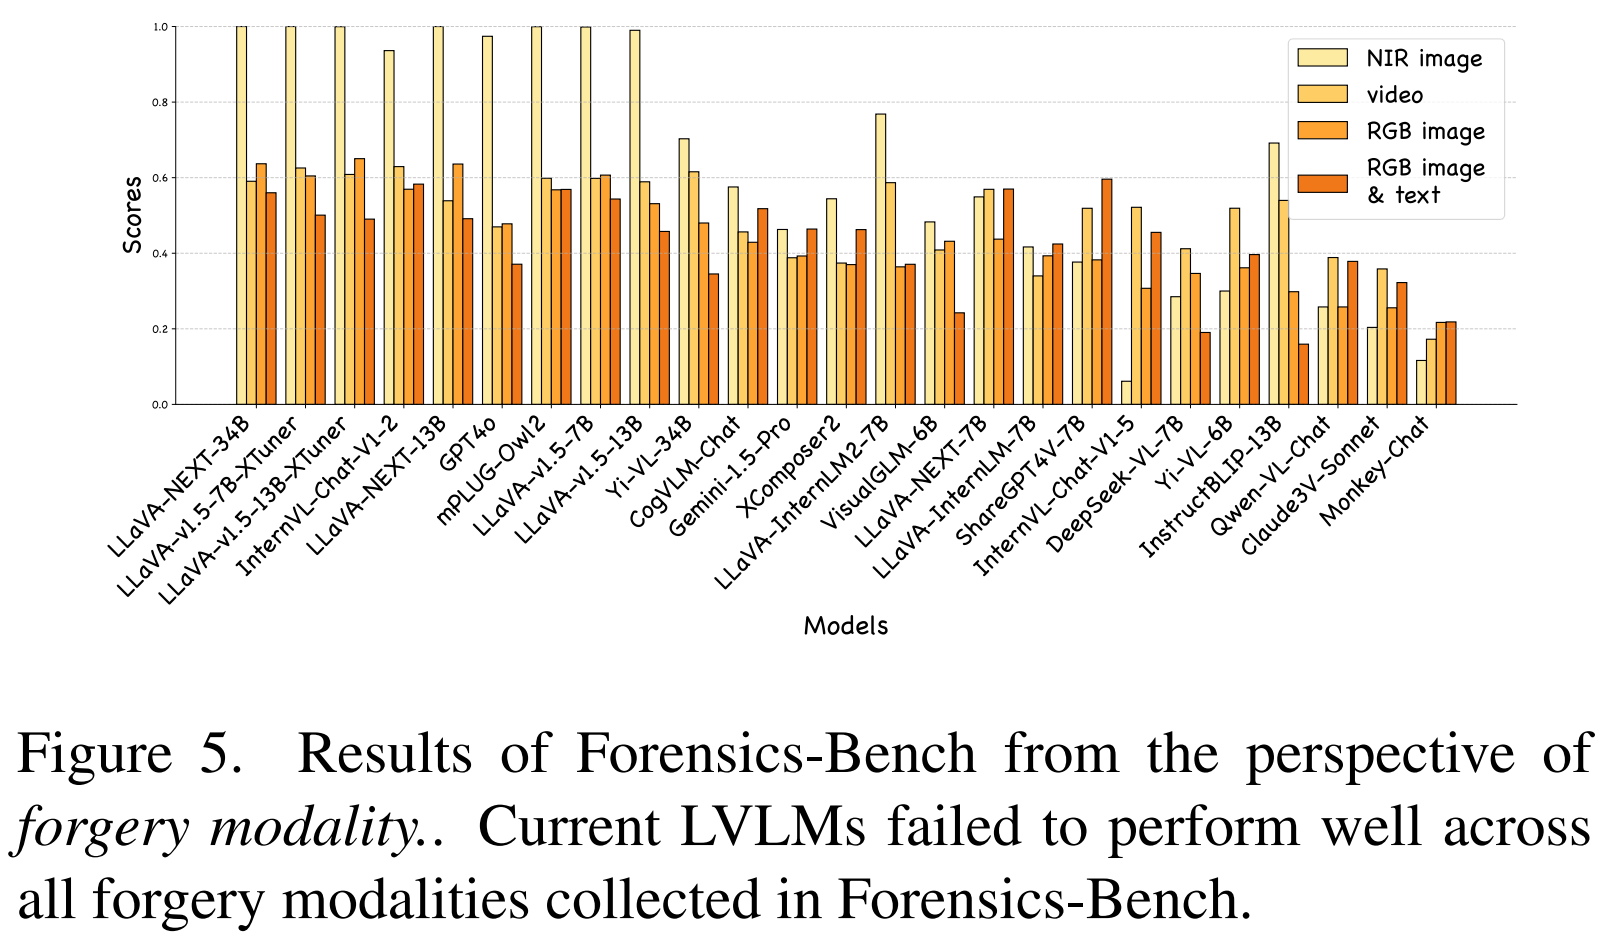 1.0
0.8
0.6
0.4
0.2
0.0
Scores
NIR image
video
RGB image
RGB image
& text
LLaVA-NEXT-34B
LLaVA-v1.5-7B-XTuner
LLaVA-v1.5-13B-XTuner
InternVL-Chat-V1-2
LLaVA-NEXT-13B
GPT4o
mPLUG-Owl2
LLaVA-v1.5-7B
LLaVA-v1.5-13B
Yi-VL-34B
CogVLM-Chat
Gemini-1.5-Pro
XComposer2
LLaVA-InternLM2-7B
VisualGLM-6B
LLaVA-NEXT-7B
LLaVA-InternLM-7B
ShareGPT4V-7B
InternVL-Chat-V1-5
DeepSeek-VL-7B
Yi-VL-6B
InstructBLIP-13B
Qwen-VL-Chat
Claude3V-Sonnet
Monkey-Chat
Models
Figure 5. Results of Forensics-Bench from the perspective of
forgery modality.. Current LVLMs failed to perform well across
all forgery modalities collected in Forensics-Bench.